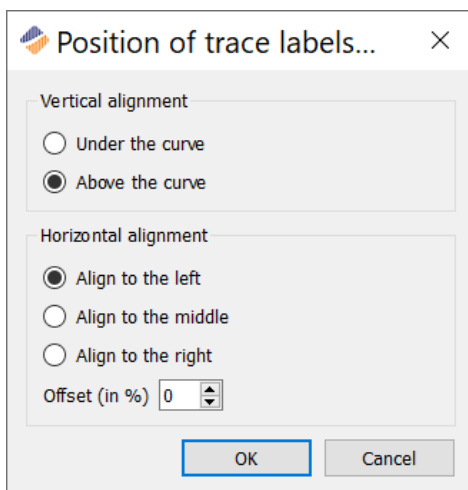 Position of trace labels...
Vertical alignment
Under the curve
Above the curve
Horizontal alignment
Align to the left
Align to the middle
Align to the right
Offset (in %) 0
OK Cancel